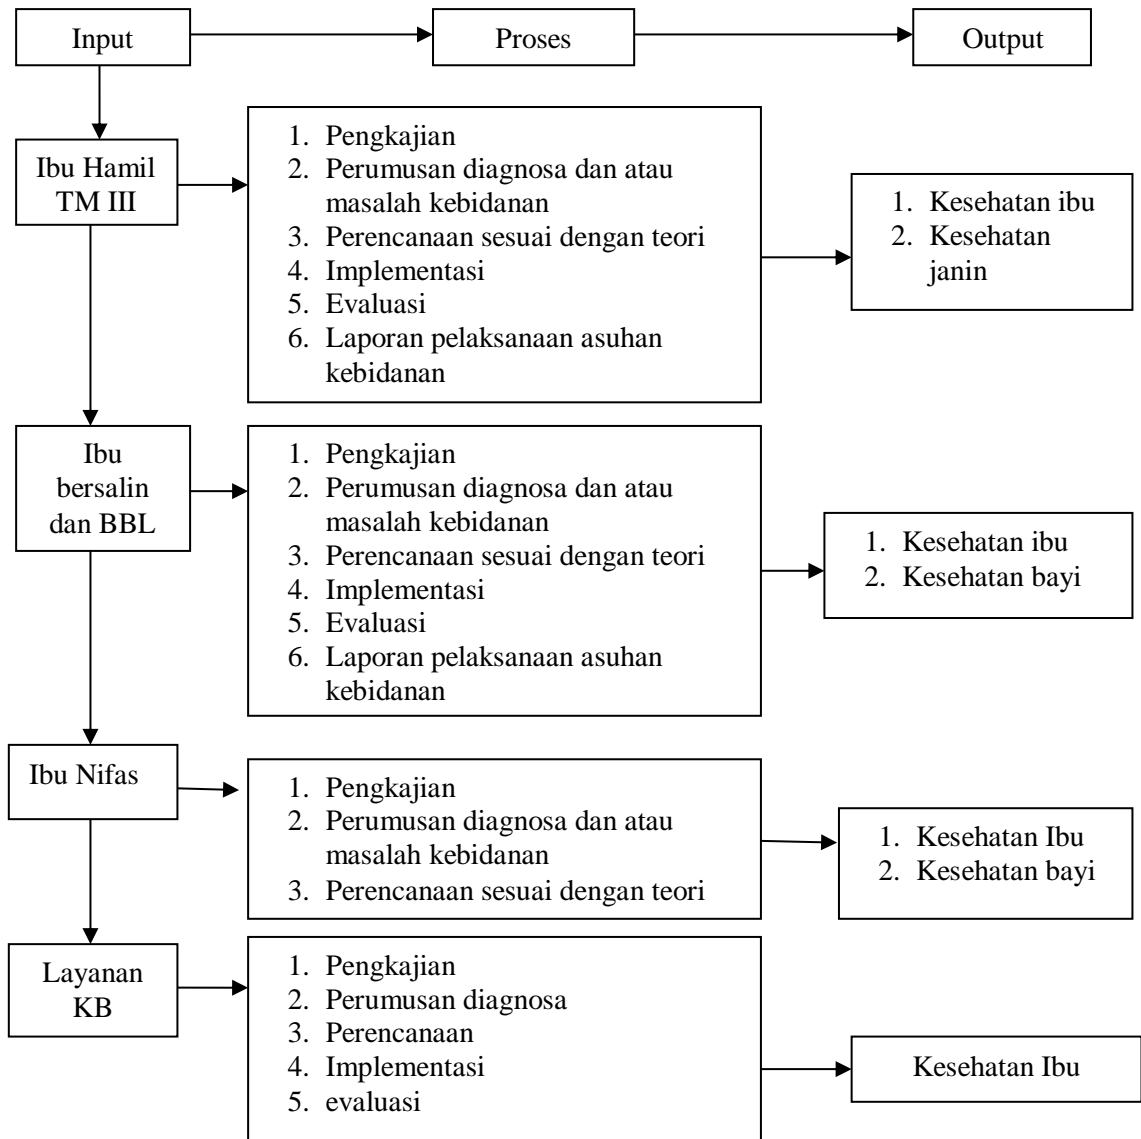 Input
Proses
Output
Ibu Hamil
TM III
1. Pengkajian
2. Perumusan diagnosa dan atau
masalah kebidanan
3. Perencanaan sesuai dengan teori
4. Implementasi
5. Evaluasi
6. Laporan pelaksanaan asuhan
kebidanan
1. Kesehatan ibu
2. Kesehatan
janin
Ibu
bersalin
dan BBL
1. Pengkajian
2. Perumusan diagnosa dan atau
masalah kebidanan
3. Perencanaan sesuai dengan teori
4. Implementasi
5. Evaluasi
6. Laporan pelaksanaan asuhan
kebidanan
1. Kesehatan ibu
2. Kesehatan bayi
Ibu Nifas
1. Pengkajian
2. Perumusan diagnosa dan atau
masalah kebidanan
3. Perencanaan sesuai dengan teori
1. Kesehatan Ibu
2. Kesehatan bayi
Layanan
KB
1. Pengkajian
2. Perumusan diagnosa
3. Perencanaan
4. Implementasi
5. evaluasi
Kesehatan Ibu